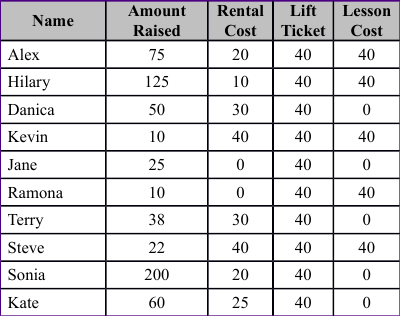 Name Amount Raised Rental Cost Lift Ticket Lesson Cost
Alex 75 20 40 40
Hilary 125 10 40 40
Danica 50 30 40 0
Kevin 10 40 40 40
Jane 25 0 40 0
Ramona 10 0 40 40
Terry 38 30 40 0
Steve 22 40 40 40
Sonia 200 20 40 0
Kate 60 25 40 0